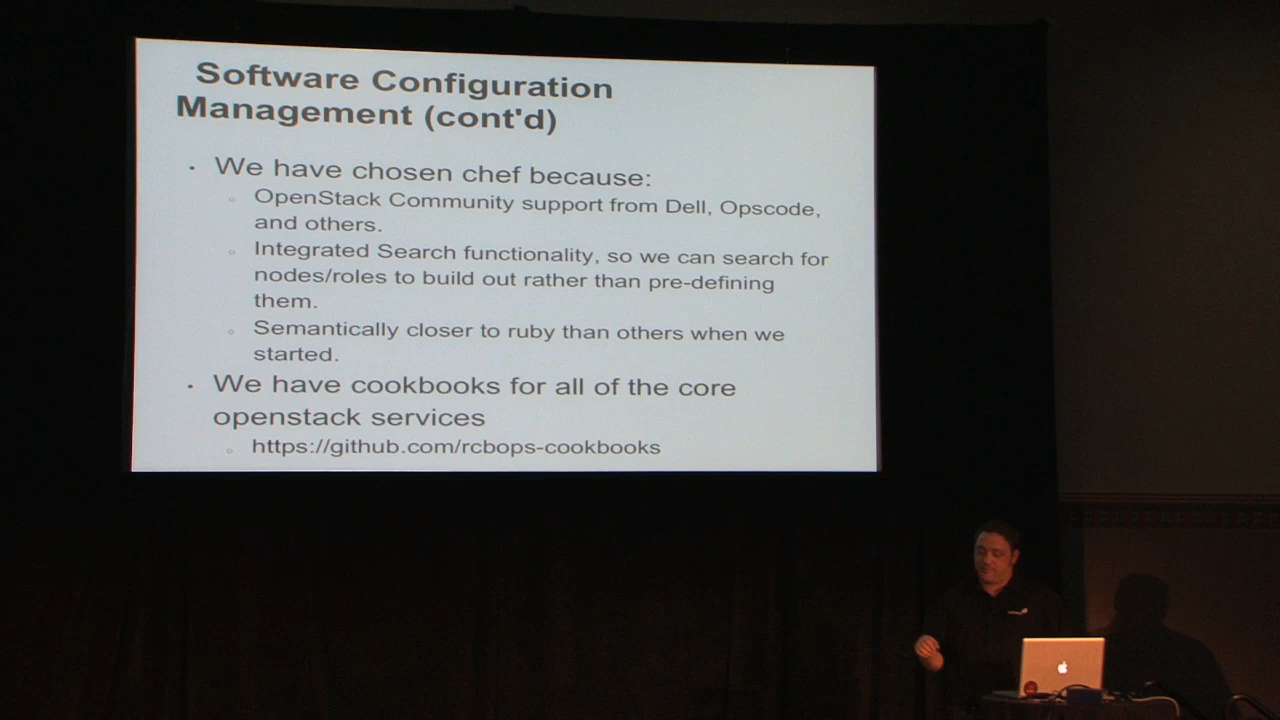 Software Configuration
Management (cont'd)
We have chosen chef because:
OpenStack Community support from Dell, Opscode,
and others.
Integrated Search functionality, so we can search for
nodes/roles to build out rather than pre-defining
them.
Semantically closer to ruby than others when we
started.
We have cookbooks for all of the core
openstack services
https://github.com/rcbops-cookbooks